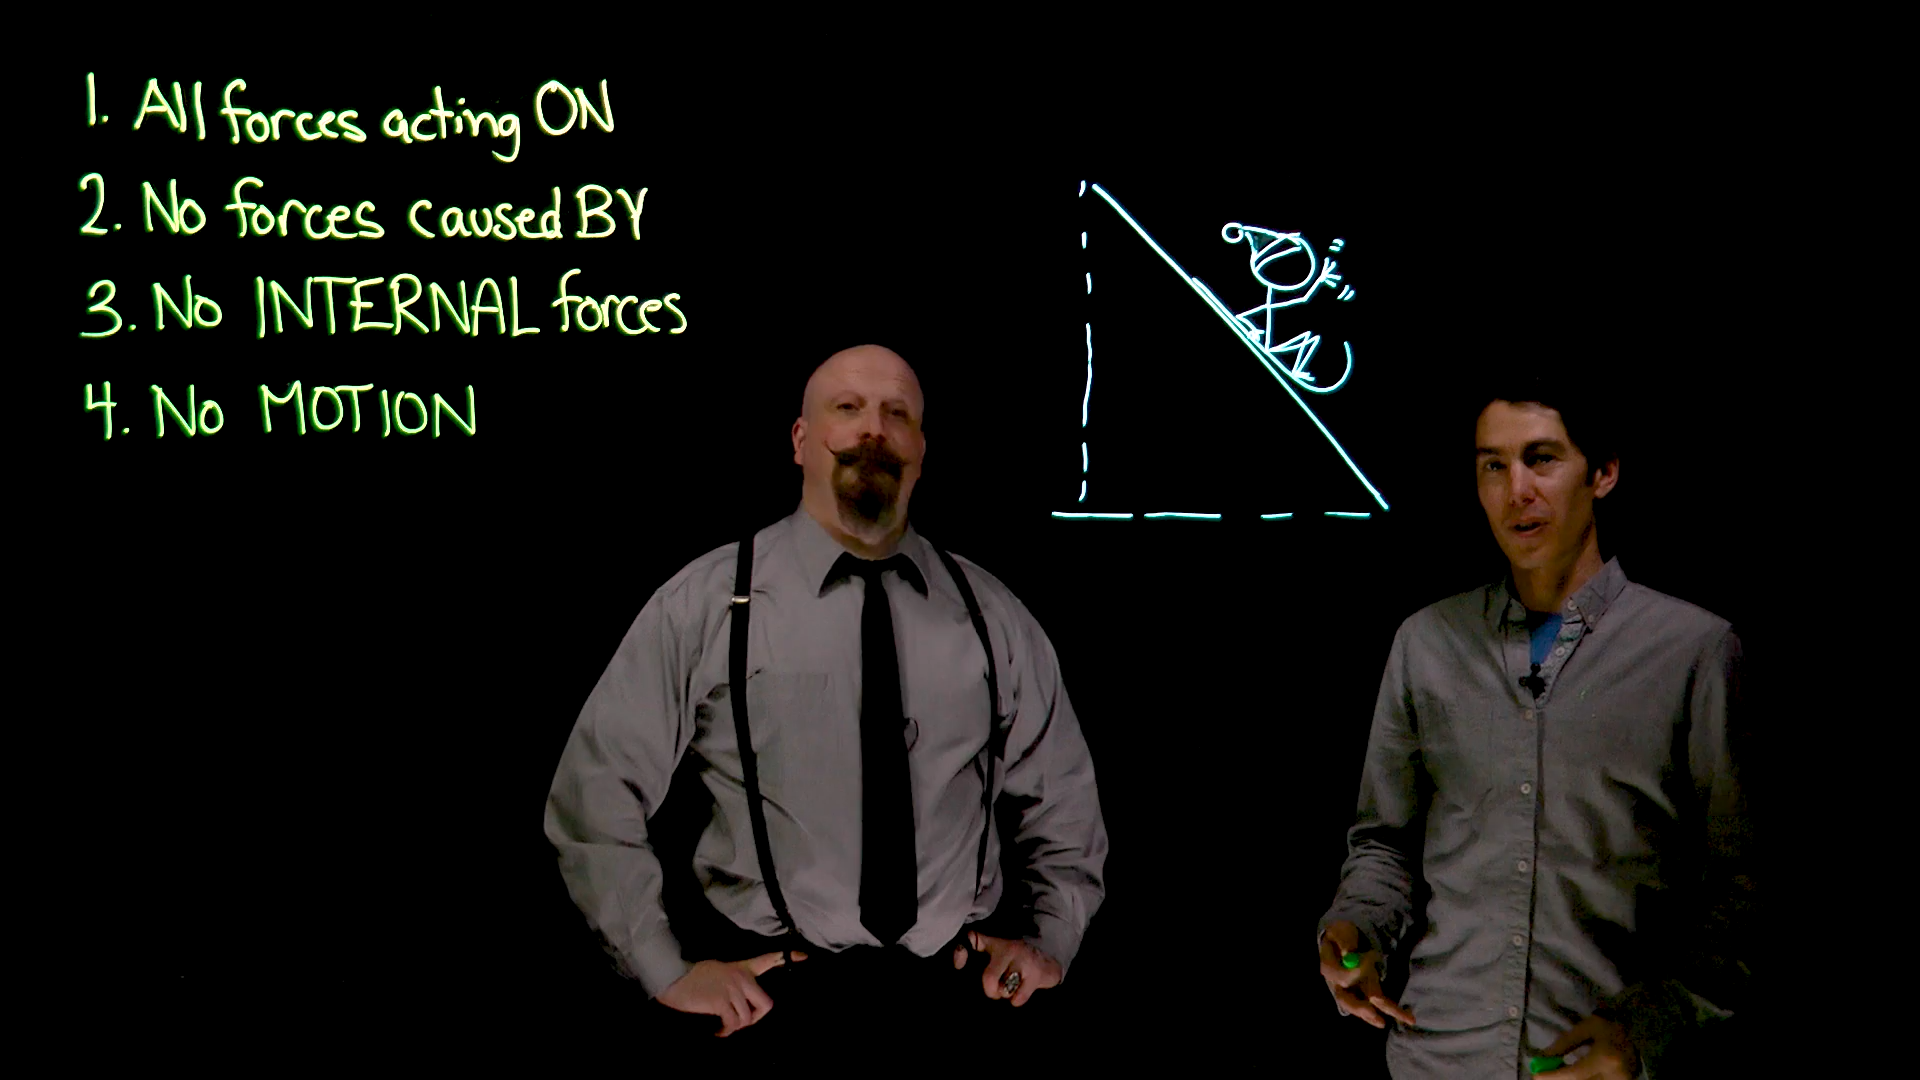 1. All forces acting ON
2. No forces caused BY
3. No INTERNAL forces
4. No MOTION